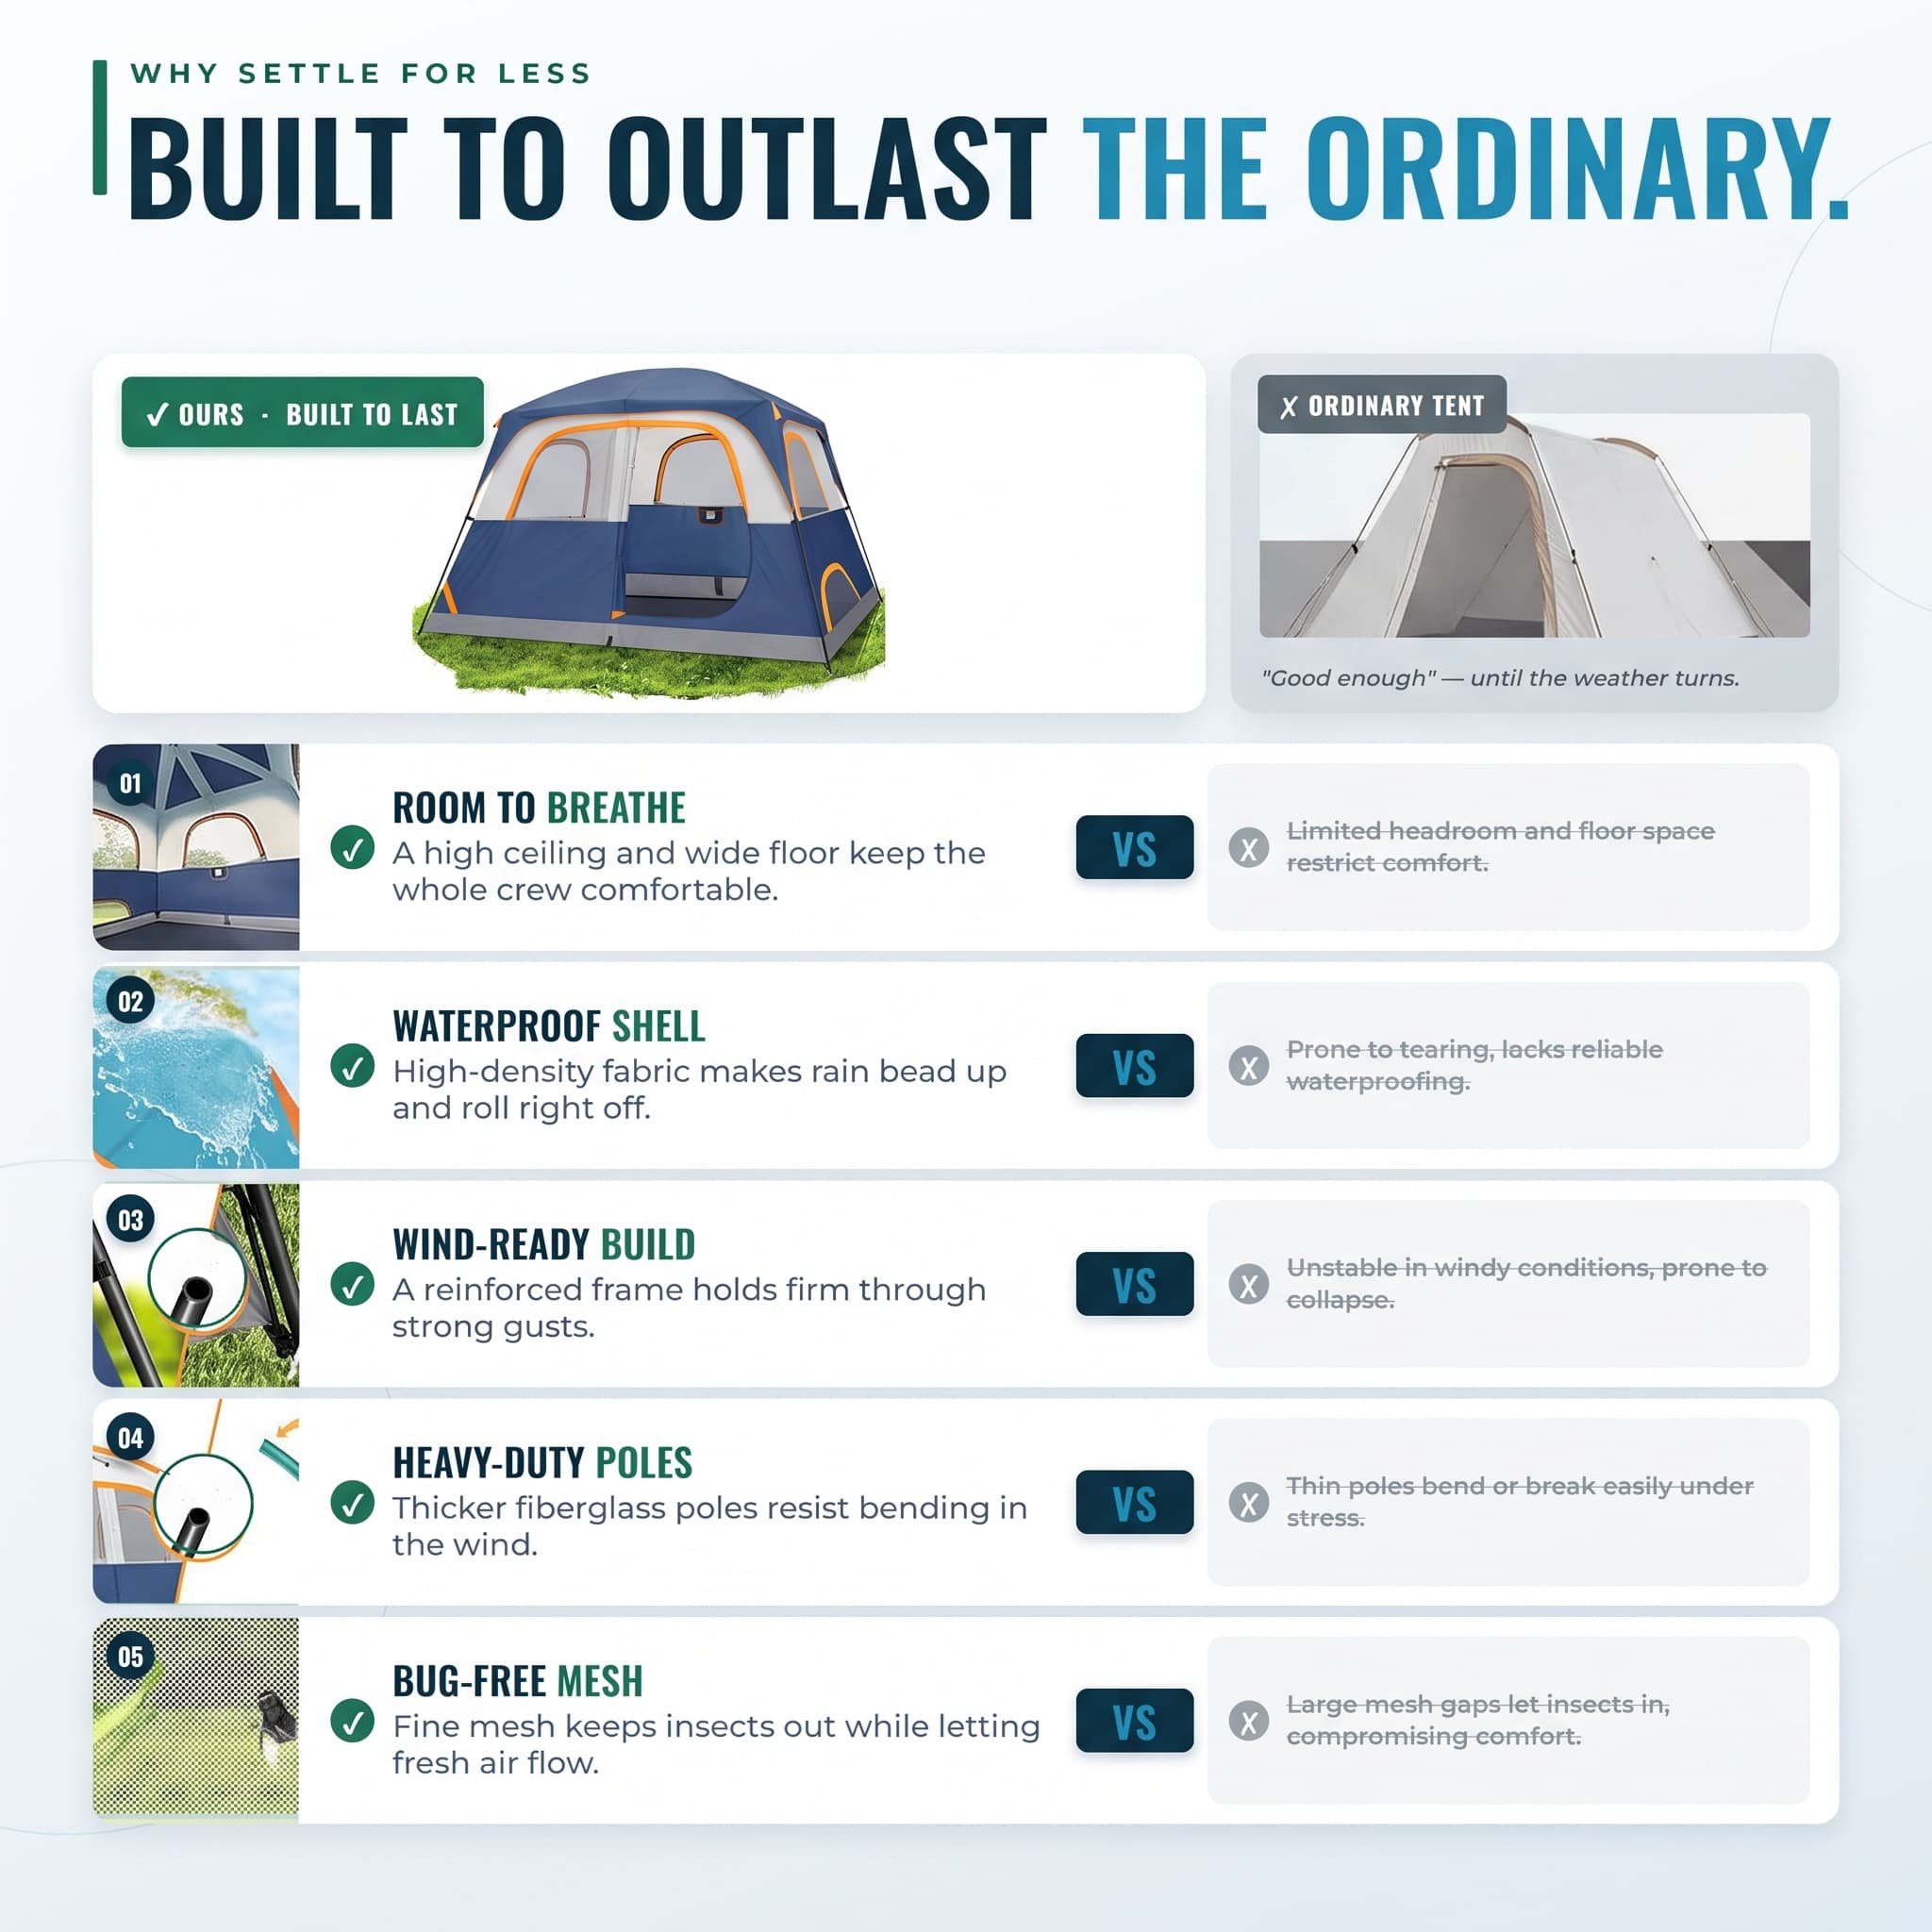 WHY SETTLE FOR LESS
BUILT TO OUTLAST THE ORDINARY.
✓ OURS - BUILT TO LAST
✗ ORDINARY TENT
"Good enough" — until the weather turns.
01
ROOM TO BREATHE
A high ceiling and wide floor keep the
whole crew comfortable.
VS
Limited headroom and floor space
restrict comfort.
02
WATERPROOF SHELL
High-density fabric makes rain bead up
and roll right off.
VS
Prone to tearing, lacks reliable
waterproofing.
03
WIND-READY BUILD
A reinforced frame holds firm through
strong gusts.
VS
Unstable in windy conditions, prone to
collapse.
04
HEAVY-DUTY POLES
Thicker fiberglass poles resist bending in
the wind.
VS
Thin poles bend or break easily under
stress.
05
BUG-FREE MESH
Fine mesh keeps insects out while letting
fresh air flow.
VS
Large mesh gaps let insects in,
compromising comfort.